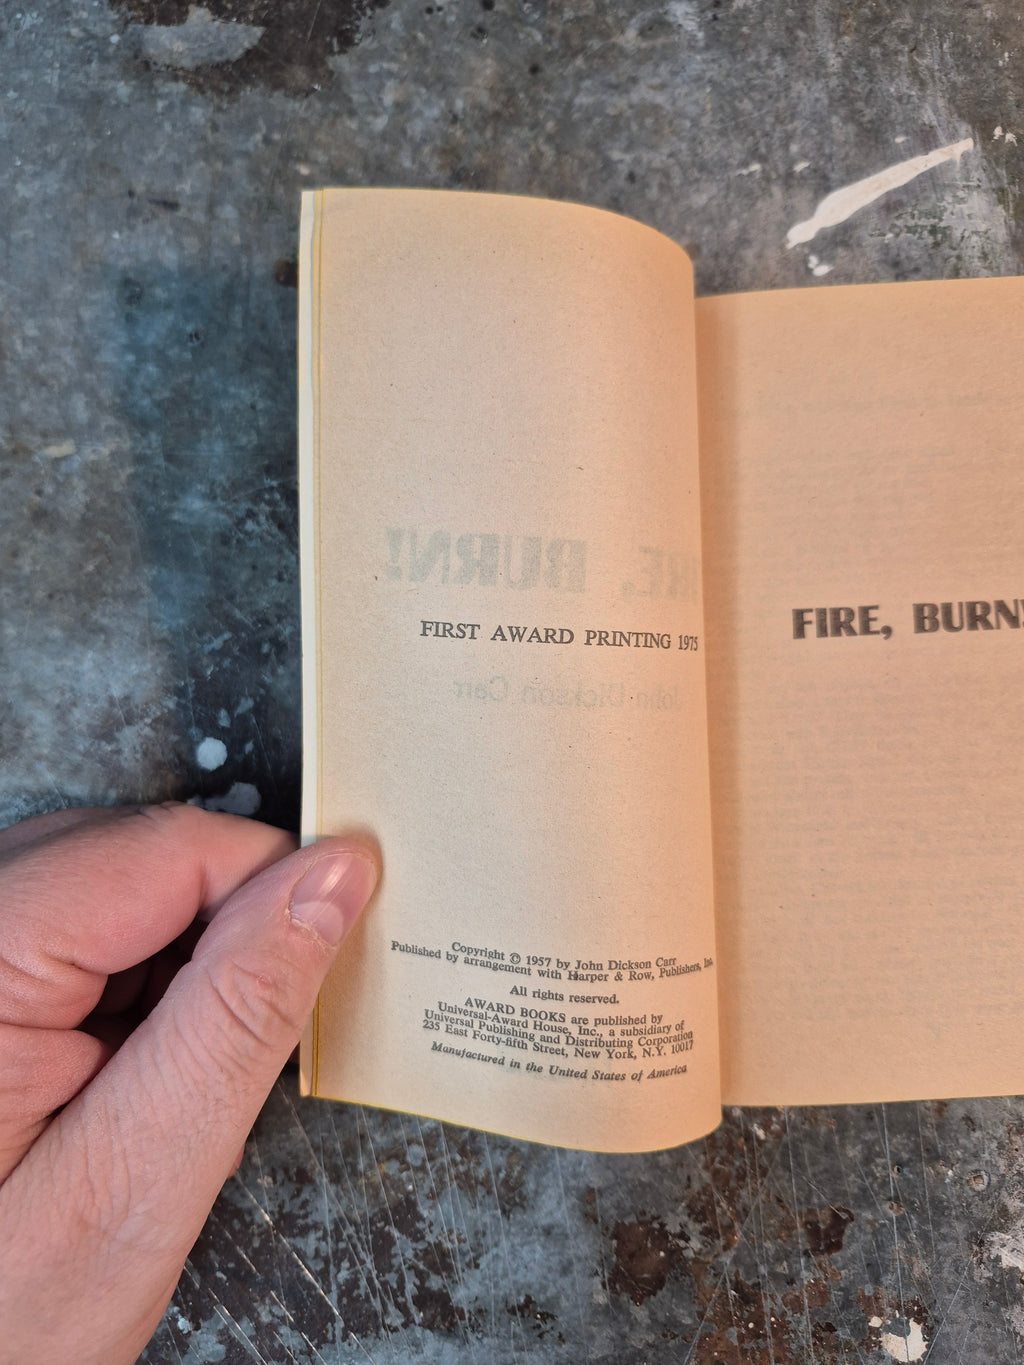 FIRST AWARD PRINTING 1975
Copyright © 1957 by John Dickson Carr
Published by arrangement with Harper & Row, Publishers, Inc.
All rights reserved.
AWARD BOOKS are published by
Universal-Award House, Inc., a subsidiary of
Universal Publishing and Distributing Corporation
235 East Forty-fifth Street, New York, N.Y. 10017
Manufactured in the United States of America
FIRE, BURN!